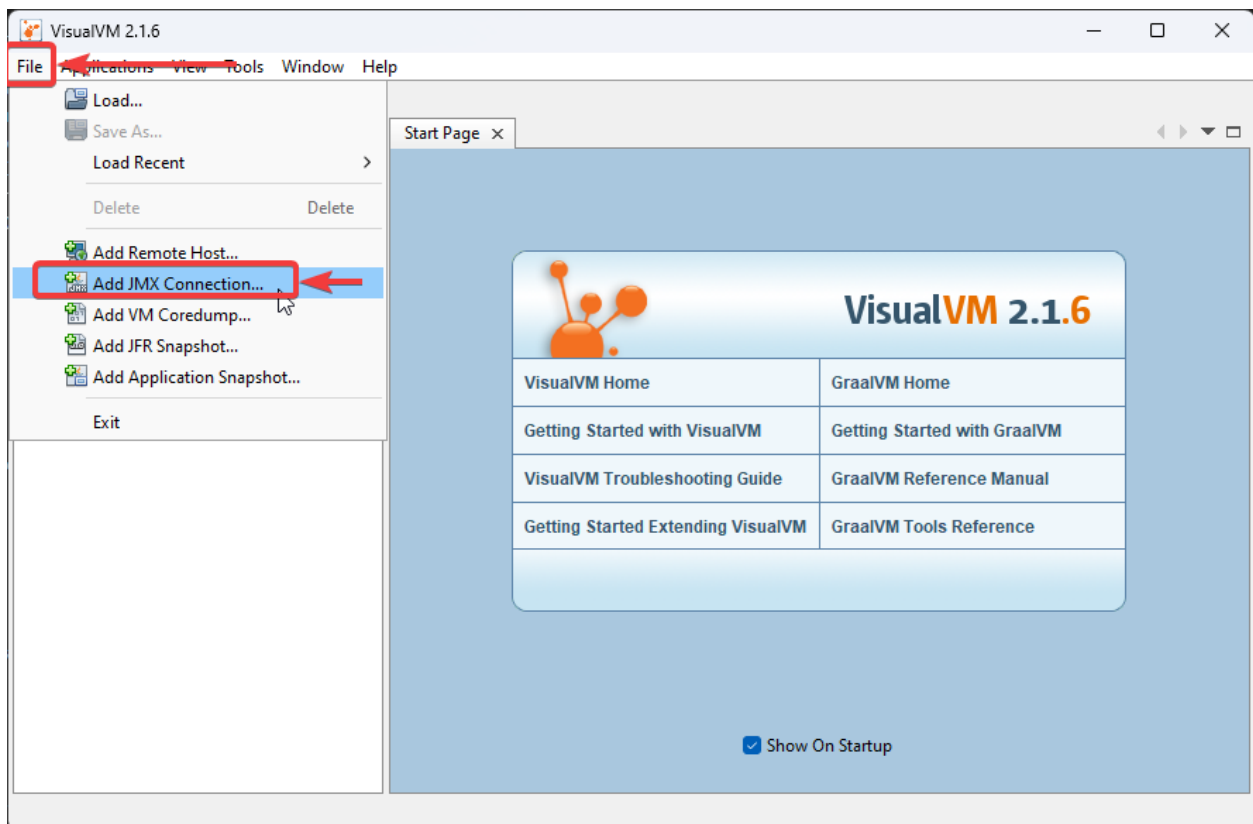 VisualVM 2.1.6
File Applications View Tools Window Help
Load...
Save As...
Load Recent
Delete Delete
Add Remote Host...
Add JMX Connection...
Add VM Coredump...
Add JFR Snapshot...
Add Application Snapshot...
Exit
Start Page
VisualVM 2.1.6
VisualVM Home GraalVM Home
Getting Started with VisualVM Getting Started with GraalVM
VisualVM Troubleshooting Guide GraalVM Reference Manual
Getting Started Extending VisualVM GraalVM Tools Reference
Show On Startup